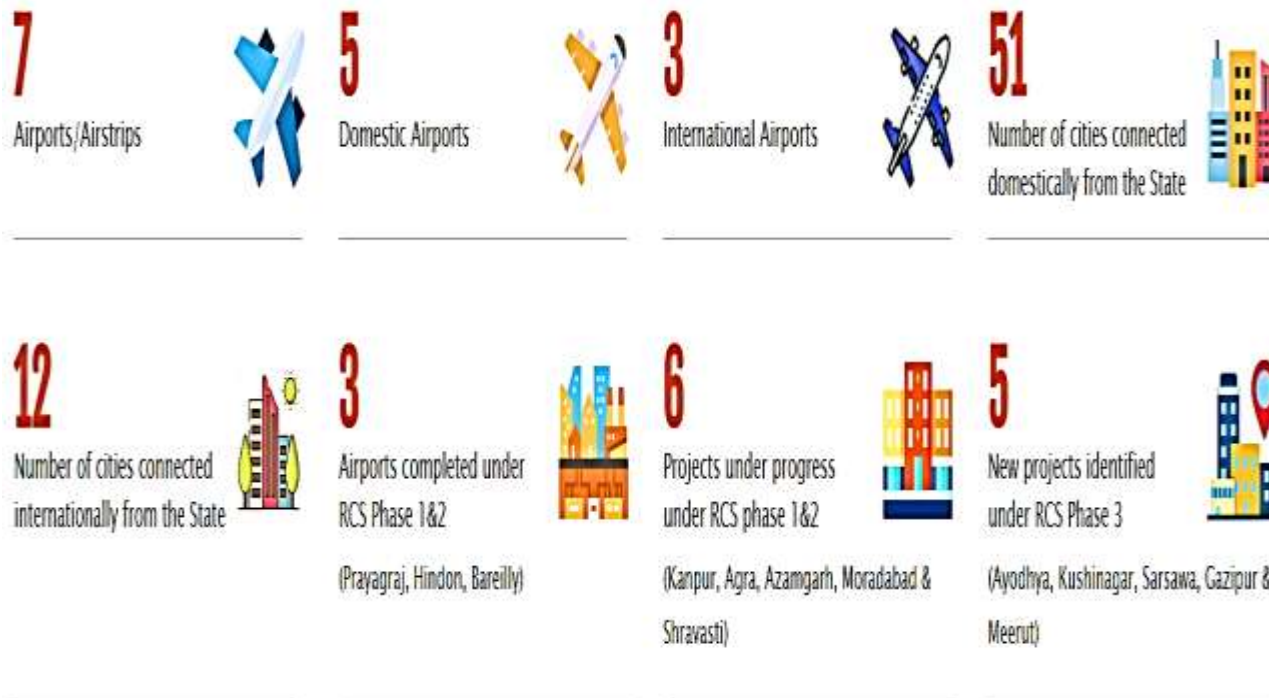 7
Airports/Airstrips
5
Domestic Airports
3
International Airports
51
Number of cities connected
domestically from the State
12
Number of cities connected
internationally from the State
3
Airports completed under
RCS Phase 1&2
(Prayagraj, Hindon, Bareilly)
6
Projects under progress
under RCS phase 1&2
(Kanpur, Agra, Azamgarh, Moradabad &
Shravasti)
5
New projects identified
under RCS Phase 3
(Ayodhya, Kushinagar, Sarsawa, Gazipur &
Meerut)